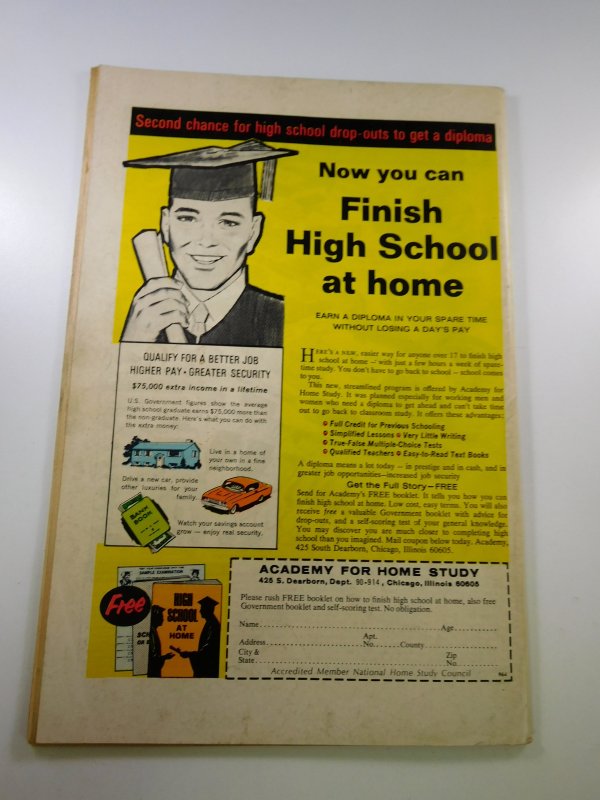 Second chance for high school drop-outs to get a diploma
Now you can
Finish
High School
at home
EARN A DIPLOMA IN YOUR SPARE TIME
WITHOUT LOSING A DAY'S PAY
HERE'S A NEW, easier way for anyone over 17 to finish high
school at home — with just a few hours a week of spare-
time study. You don't have to go back to school — school comes
to you.
This new, streamlined program is offered by Academy for
Home Study. It was planned especially for working men and
women who need a diploma to get ahead and can't take time
out to go back to classroom study. It offers these advantages:
Full Credit for Previous Schooling
Simplified Lessons Very Little Writing
True-False Multiple-Choice Tests
Qualified Teachers Easy-to-Read Text Books
A diploma means a lot today — in prestige and in cash, and in
greater job opportunities—increased job security
Get the Full Story—FREE
Send for Academy's FREE booklet. It tells you how you can
finish high school at home. Low cost, easy terms. You will also
receive free a valuable Government booklet with advice for
drop-outs, and a self-scoring test of your general knowledge.
You may discover you are much closer to completing high
school than you imagined. Mail coupon below today. Academy,
425 South Dearborn, Chicago, Illinois 60605.
QUALIFY FOR A BETTER JOB
HIGHER PAY • GREATER SECURITY
$75,000 extra income in a lifetime
U.S. Government figures show the average
high school graduate earns $75,000 more than
the non-graduate. Here's what you can do with
the extra money:
Live in a home of
your own in a fine
neighborhood.
Drive a new car, provide
other luxuries for your
family.
BANK
BOOK
Watch your savings account
grow — enjoy real security.
SAMPLE EXAMINATION
Free
HIGH
SCHOOL
AT
HOME
ACADEMY FOR HOME STUDY
425 S. Dearborn, Dept. 90-914, Chicago, Illinois 60605
Please rush FREE booklet on how to finish high school at home, also free
Government booklet and self-scoring test. No obligation.
Name Age
Apt.
Address No. County
City & Zip
State No.
Accredited Member National Home Study Council